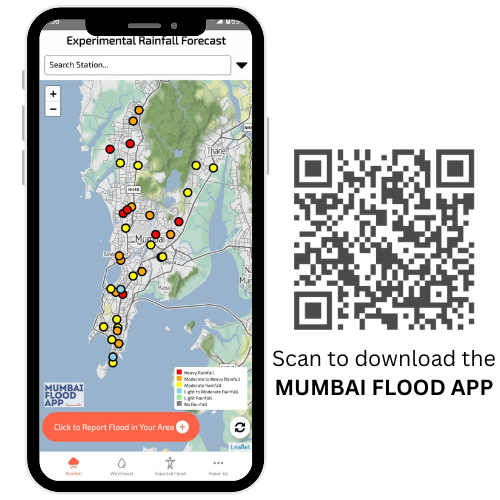 Experimental Rainfall Forecast
Search Station...
+
−
Thane
NH48
Mumbai
Heavy Rainfall
Moderate to Heavy Rainfall
Moderate Rainfall
Light to Moderate Rainfall
Light Rainfall
No Rainfall
MUMBAI
FLOOD
APP
Click to Report Flood in Your Area +
Leaflet
Rainfall
Waterlevel
Reported Flood
About Us
Scan to download the
MUMBAI FLOOD APP